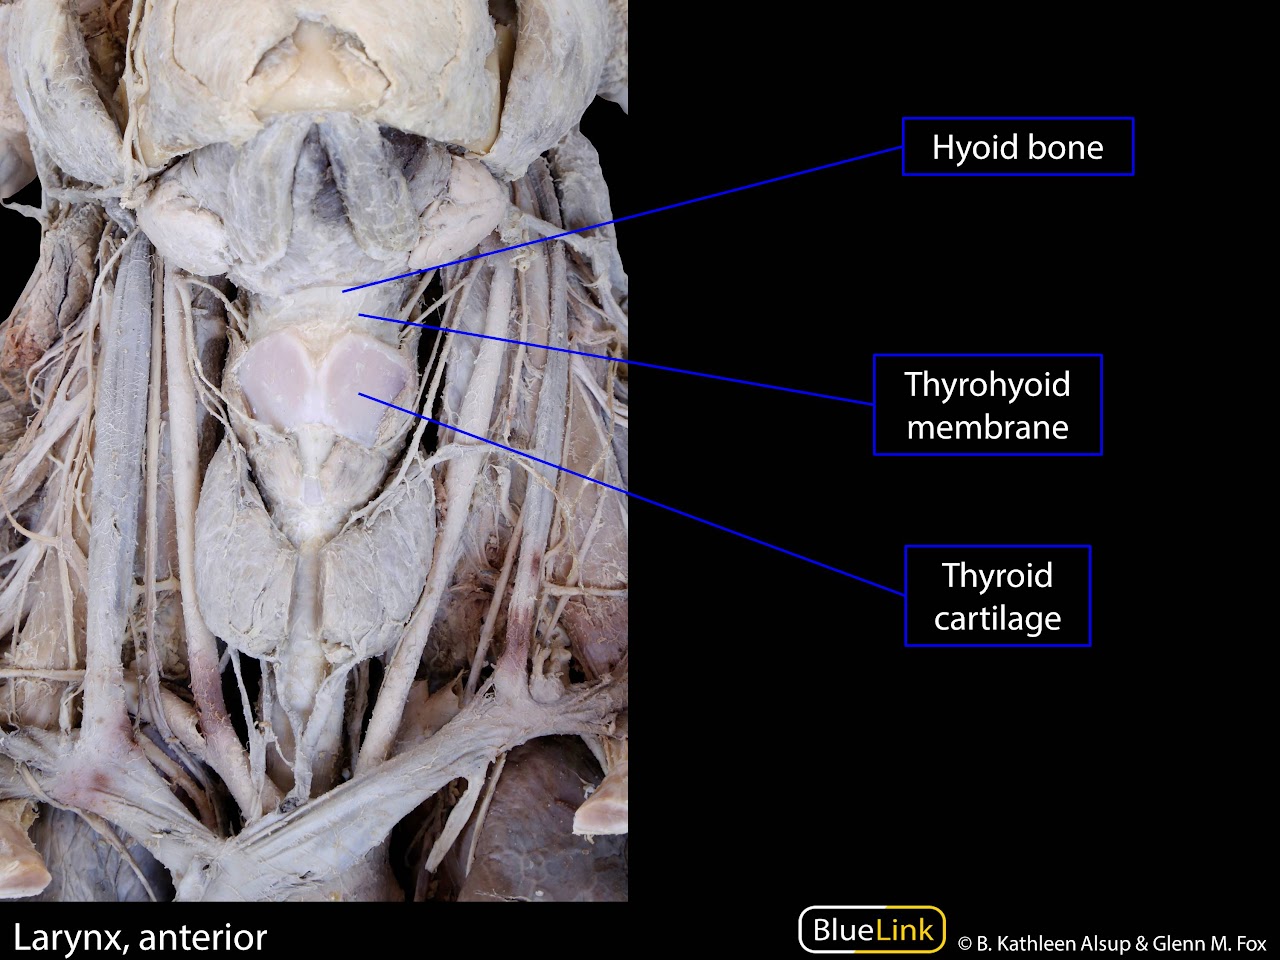 Hyoid bone
Thyrohyoid
membrane
Thyroid
cartilage
Larynx, anterior
BlueLink
© B. Kathleen Alsup & Glenn M. Fox